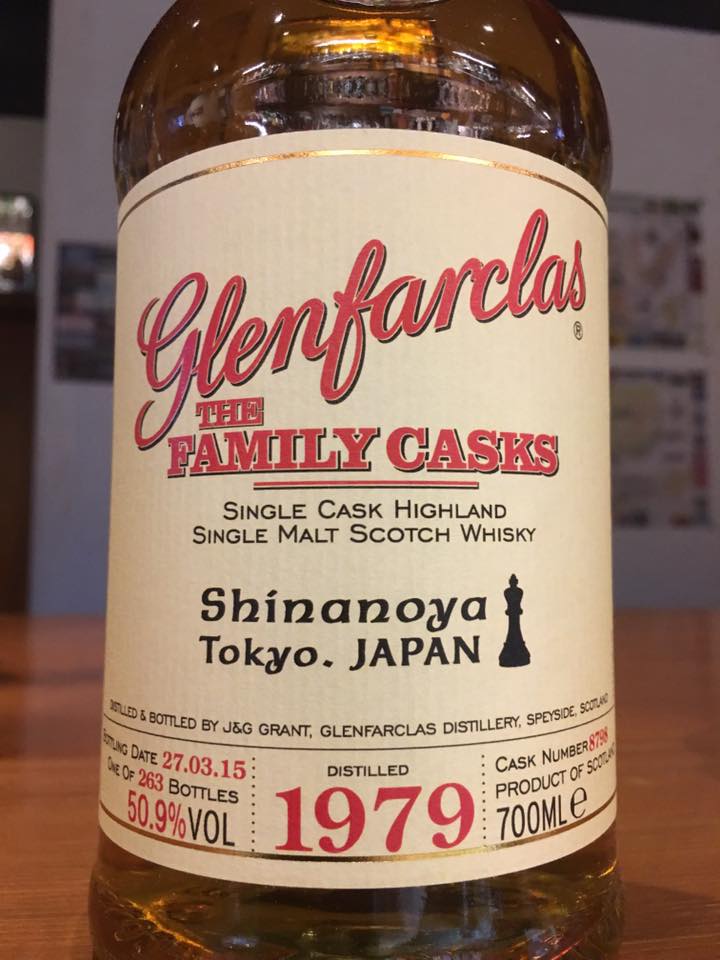 Glenfarclas
®
THE
FAMILY CASKS
SINGLE CASK HIGHLAND
SINGLE MALT SCOTCH WHISKY
Shinanoya
Tokyo. JAPAN
DISTILLED & BOTTLED BY J&G GRANT, GLENFARCLAS DISTILLERY, SPEYSIDE, SCOTLAND
BOTTLING DATE 27.03.15
ONE OF 263 BOTTLES
50.9%VOL
DISTILLED
1979
CASK NUMBER 8798
PRODUCT OF SCOTLAND
700ML e